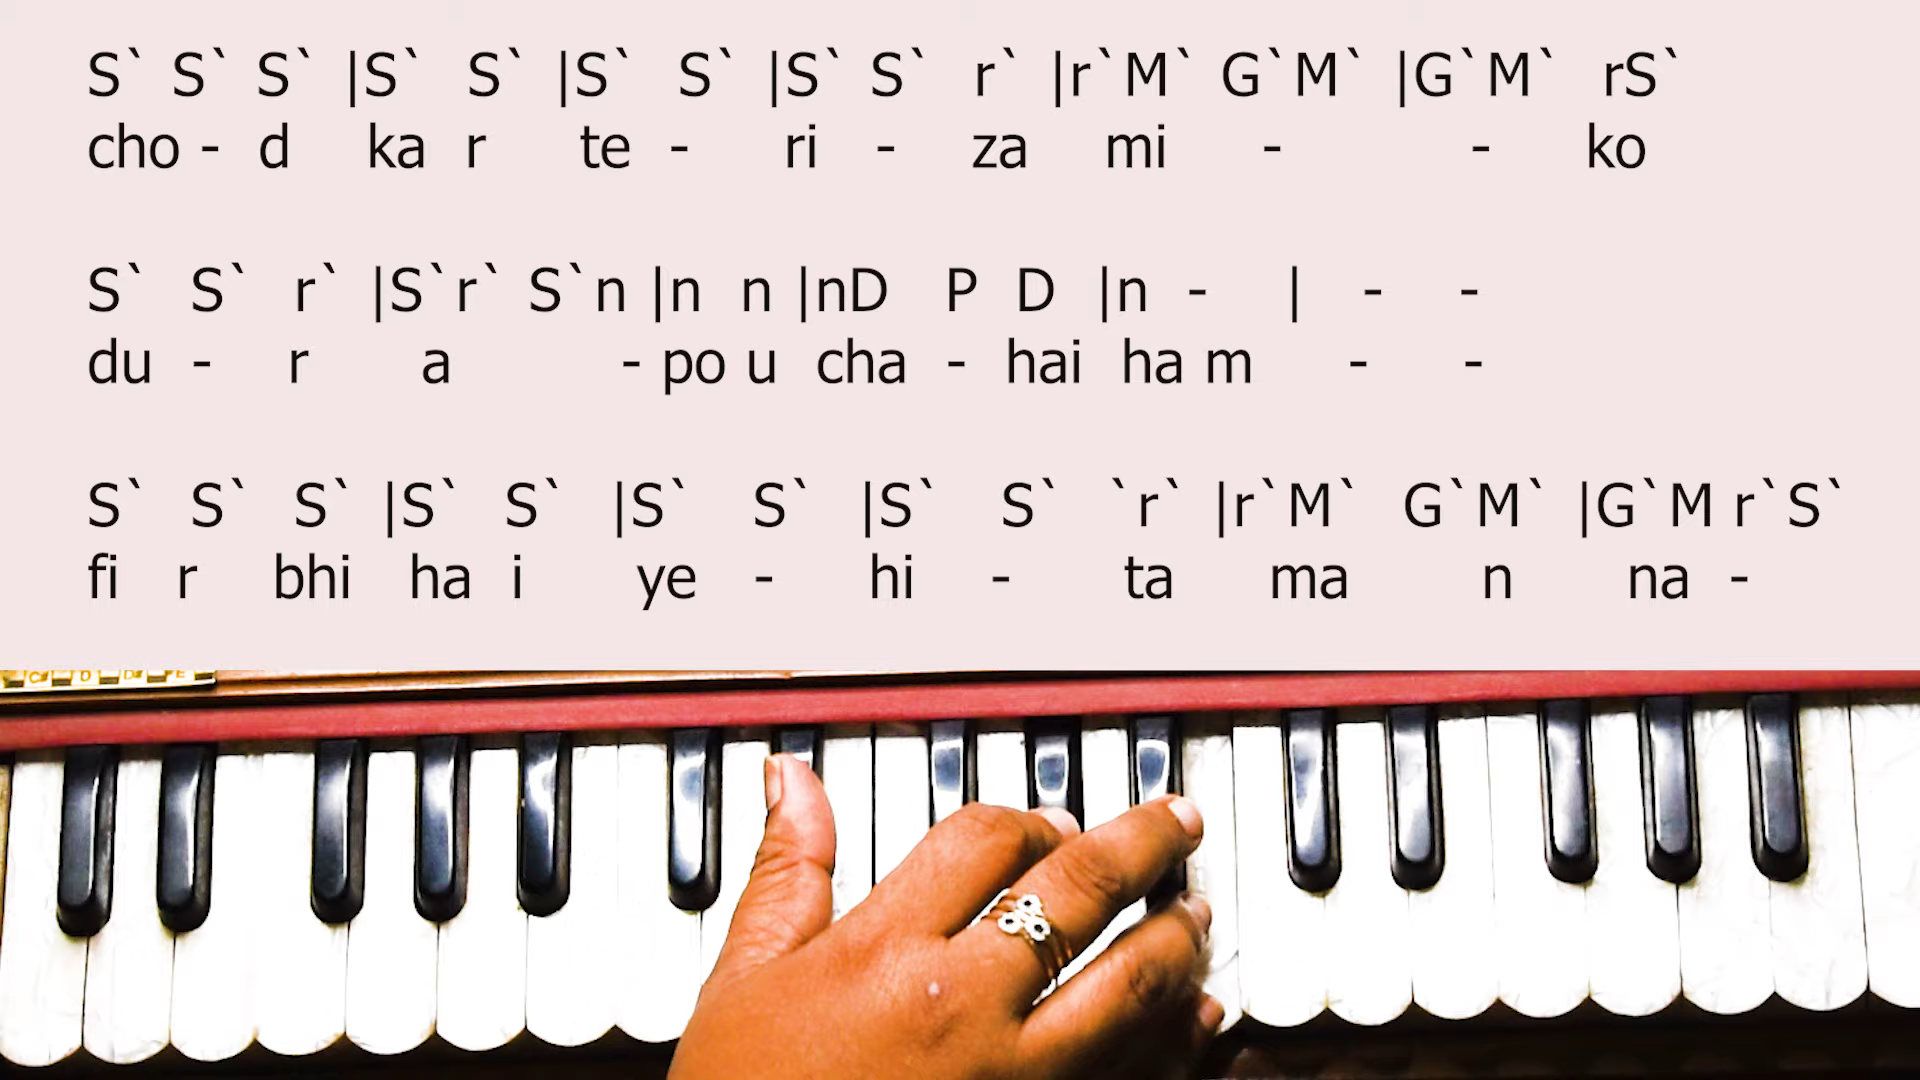 S` S` S` |S` S` |S` S` |S` S` r` |r`M` G`M` |G`M` rS`
cho - d ka r te - ri - za mi - - ko
S` S` r` |S`r` S`n |n n |nD P D |n - | - -
du - r a - po u cha - hai ha m - -
S` S` S` |S` S` |S` S` |S` S` `r` |r`M` G`M` |G`M r`S`
fi r bhi ha i ye - hi - ta ma n na -
C# D D# E